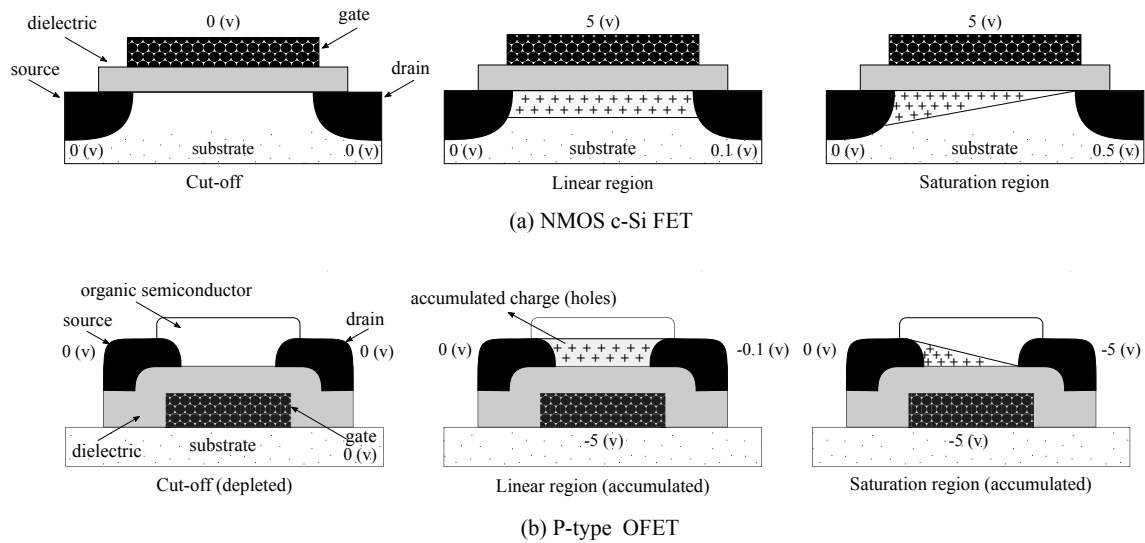 0 (v)
gate
dielectric
source
drain
0 (v)
substrate
0 (v)
Cut-off
5 (v)
+ + + + + + + + + +
+ + + + + + + + + +
0 (v)
substrate
0.1 (v)
Linear region
5 (v)
+ + + + + + + + + +
+ + + + + +
+ + +
0 (v)
substrate
0.5 (v)
Saturation region
(a) NMOS c-Si FET
organic semiconductor
source
drain
0 (v)
0 (v)
dielectric
substrate
gate
0 (v)
Cut-off (depleted)
accumulated charge (holes)
0 (v)
-0.1 (v)
-5 (v)
Linear region (accumulated)
0 (v)
-5 (v)
-5 (v)
Saturation region (accumulated)
(b) P-type OFET